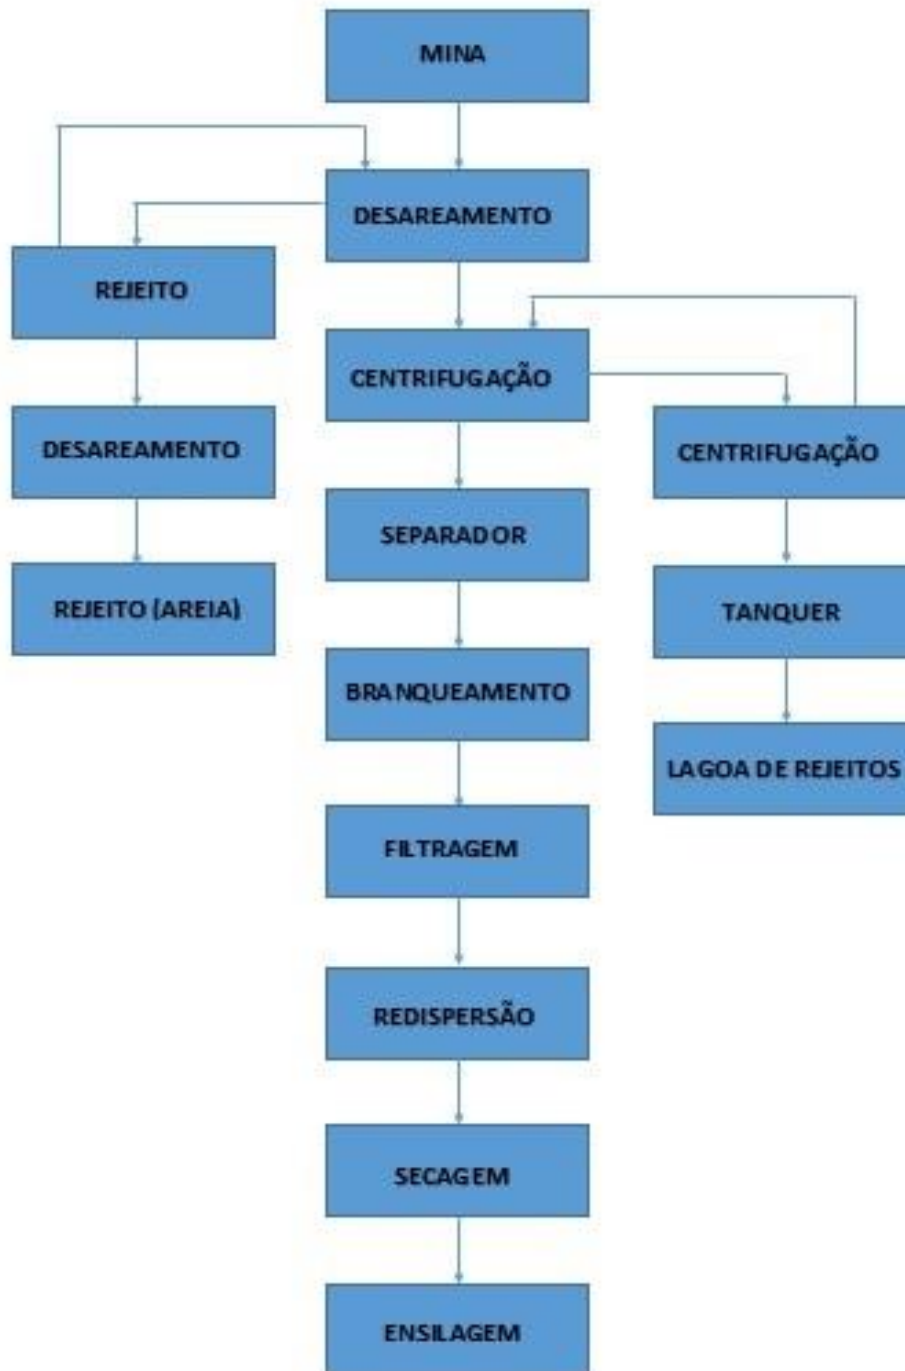 MINA
DESAREAMENTO
REJEITO
CENTRIFUGAÇÃO
DESAREAMENTO
CENTRIFUGAÇÃO
SEPARADOR
REJEITO (AREIA)
TANQUER
BRANQUEAMENTO
LAGOA DE REJEITOS
FILTRAGEM
REDISPERSÃO
SECAGEM
ENSILAGEM